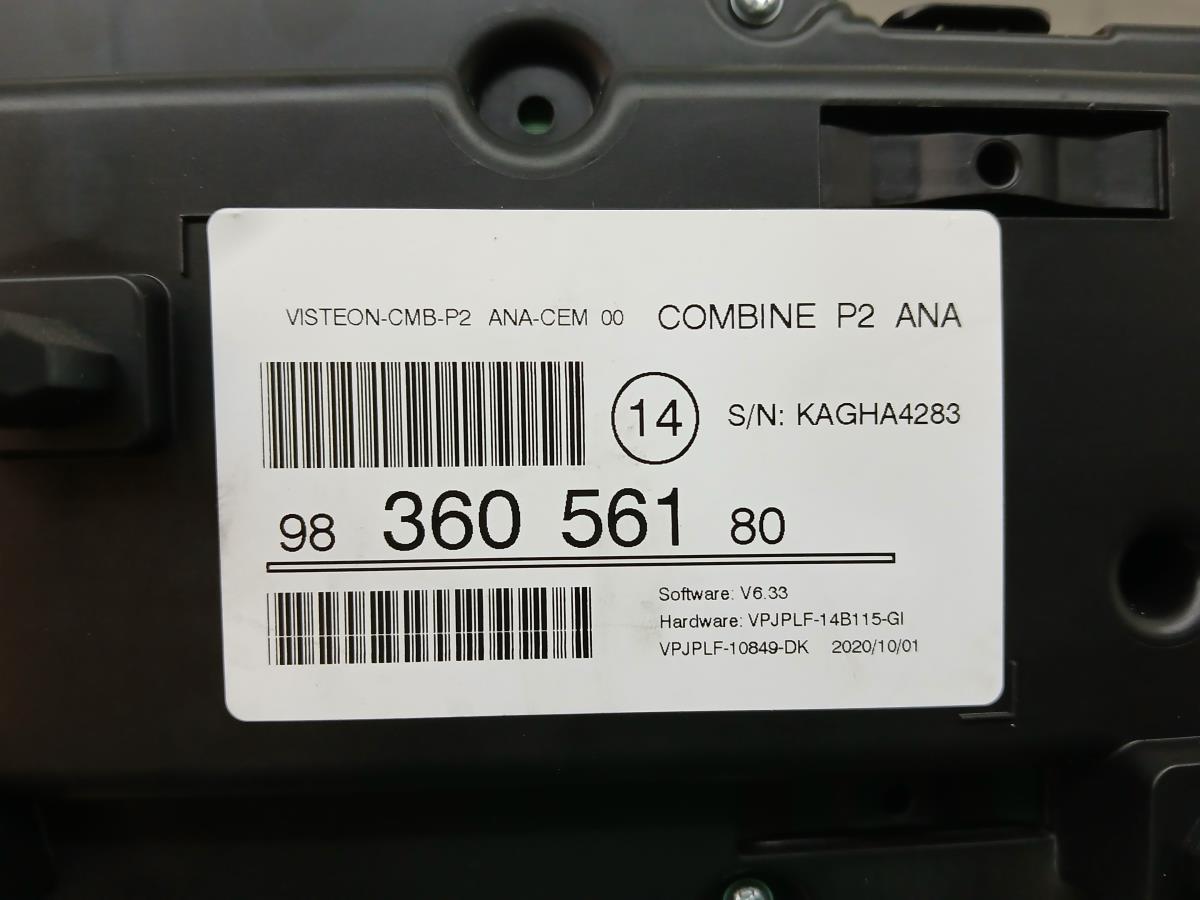 VISTEON-CMB-P2 ANA-CEM 00 COMBINE P2 ANA
14 S/N: KAGHA4283
98 360 561 80
Software: V6.33
Hardware: VPJPLF-14B115-GI
VPJPLF-10849-DK 2020/10/01